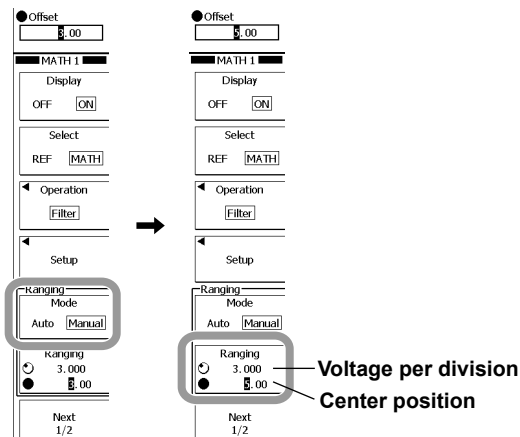 Offset
3.00
MATH 1
Display
OFF ON
Select
REF MATH
Operation
Filter
Setup
Ranging
Mode
Auto Manual
Ranging
3.000
3.00
Next
1/2
Offset
5.00
MATH 1
Display
OFF ON
Select
REF MATH
Operation
Filter
Setup
Ranging
Mode
Auto Manual
Ranging
3.000
5.00
Next
1/2
Voltage per division
Center position